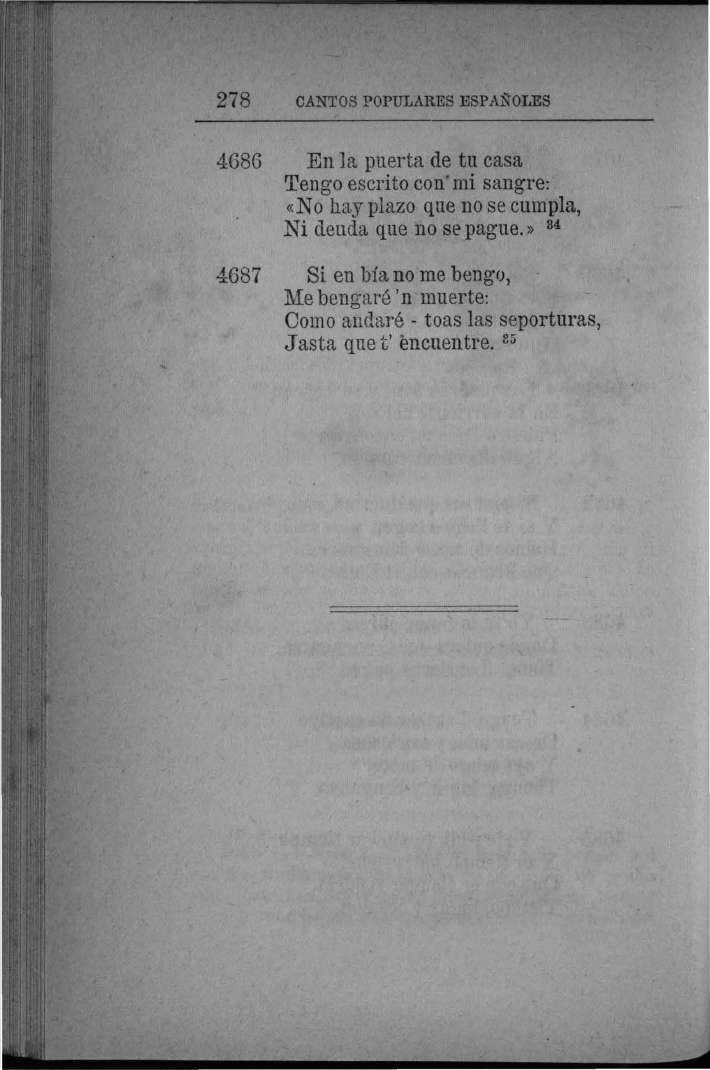 278 CANTOS POPULARES ESPAÑOLES
4686 En la puerta de tu casa
Tengo escrito con mi sangre:
«No hay plazo que no se cumpla,
Ni deuda que no se pague.» 34
4687 Si en bía no me bengo,
Me bengaré 'n muerte:
Como andaré - toas las seporturas,
Jasta que t' encuentre. 35